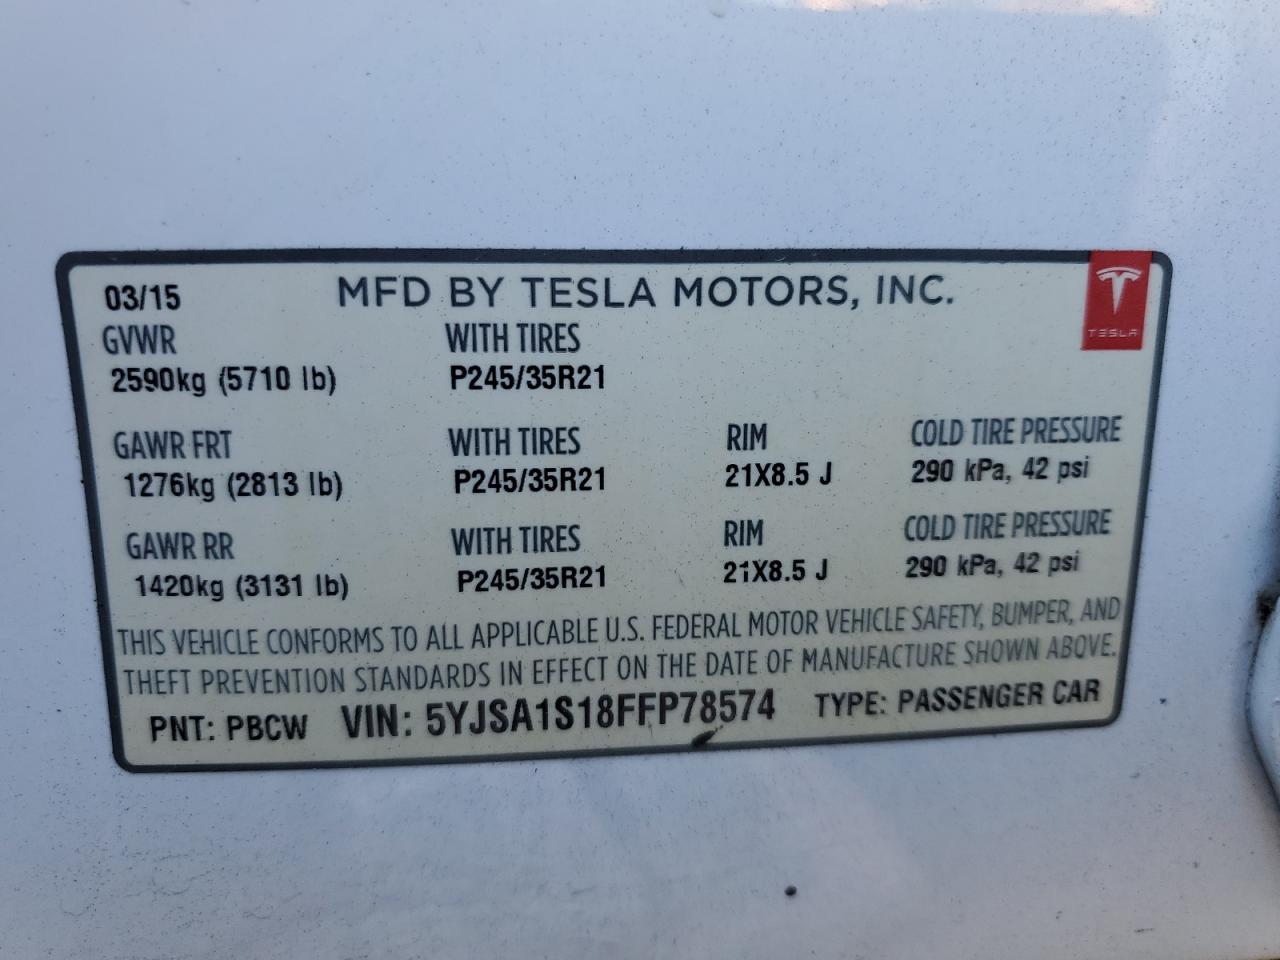 03/15 MFD BY TESLA MOTORS, INC.
TESLA
GVWR WITH TIRES
2590kg (5710 lb) P245/35R21
GAWR FRT WITH TIRES RIM COLD TIRE PRESSURE
1276kg (2813 lb) P245/35R21 21X8.5 J 290 kPa, 42 psi
GAWR RR WITH TIRES RIM COLD TIRE PRESSURE
1420kg (3131 lb) P245/35R21 21X8.5 J 290 kPa, 42 psi
THIS VEHICLE CONFORMS TO ALL APPLICABLE U.S. FEDERAL MOTOR VEHICLE SAFETY, BUMPER, AND
THEFT PREVENTION STANDARDS IN EFFECT ON THE DATE OF MANUFACTURE SHOWN ABOVE.
PNT: PBCW VIN: 5YJSA1S18FFP78574 TYPE: PASSENGER CAR